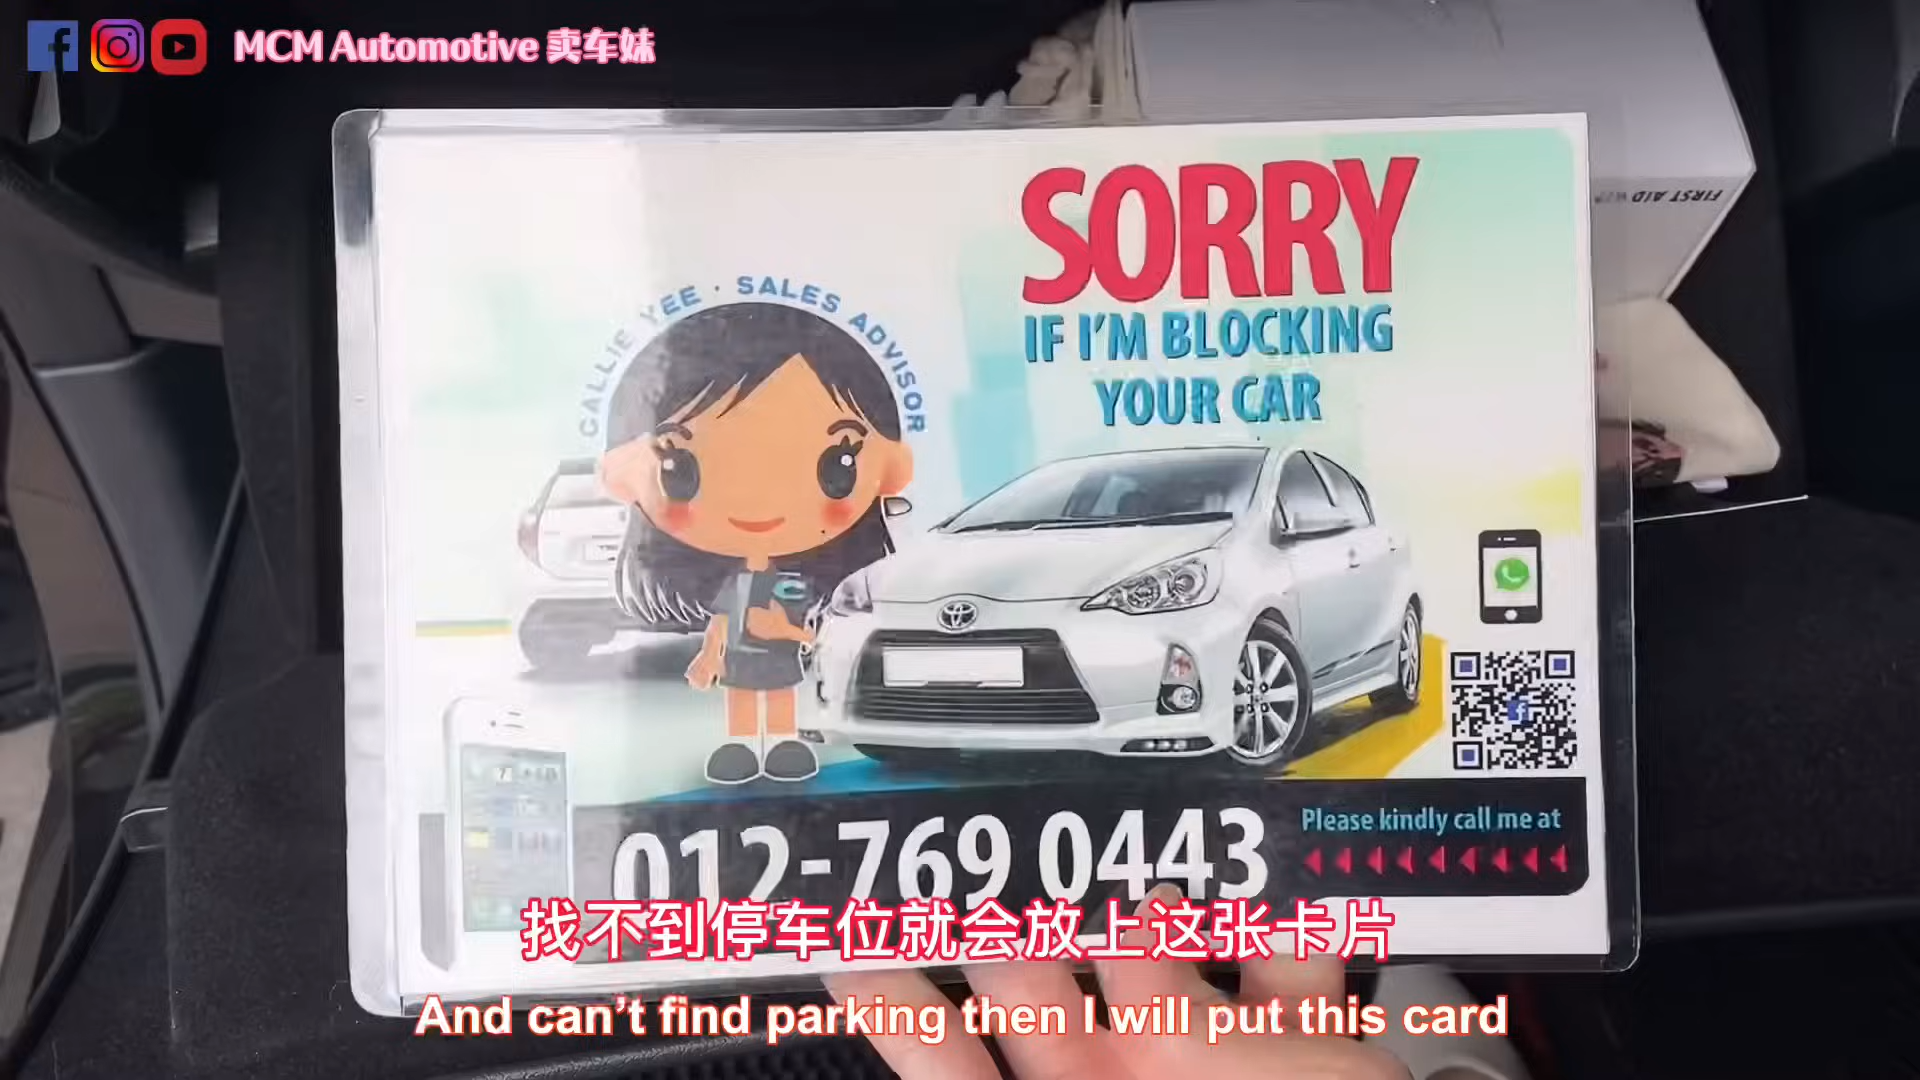 MCM Automotive 卖车妹
SORRY
IF I'M BLOCKING
YOUR CAR
CALLIE YEE · SALES ADVISOR
FIRST AID
Please kindly call me at
012-769 0443
找不到停车位就会放上这张卡片
And can't find parking then I will put this card